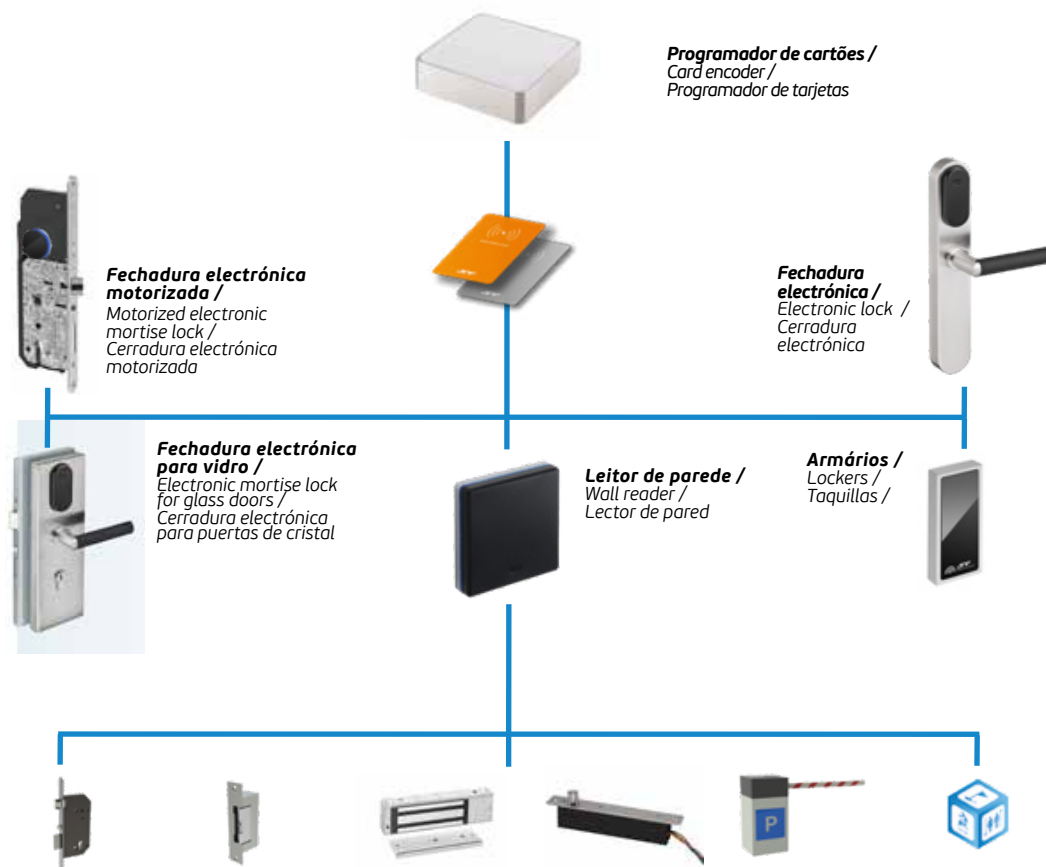 Programador de cartões /
Card encoder /
Programador de tarjetas
Fechadura electrónica
motorizada /
Motorized electronic
mortise lock /
Cerradura electrónica
motorizada
Fechadura
electrónica /
Electronic lock /
Cerradura
electrónica
Fechadura electrónica
para vidro /
Electronic mortise lock
for glass doors /
Cerradura electrónica
para puertas de cristal
Leitor de parede /
Wall reader /
Lector de pared
Armários /
Lockers /
Taquillas /
P